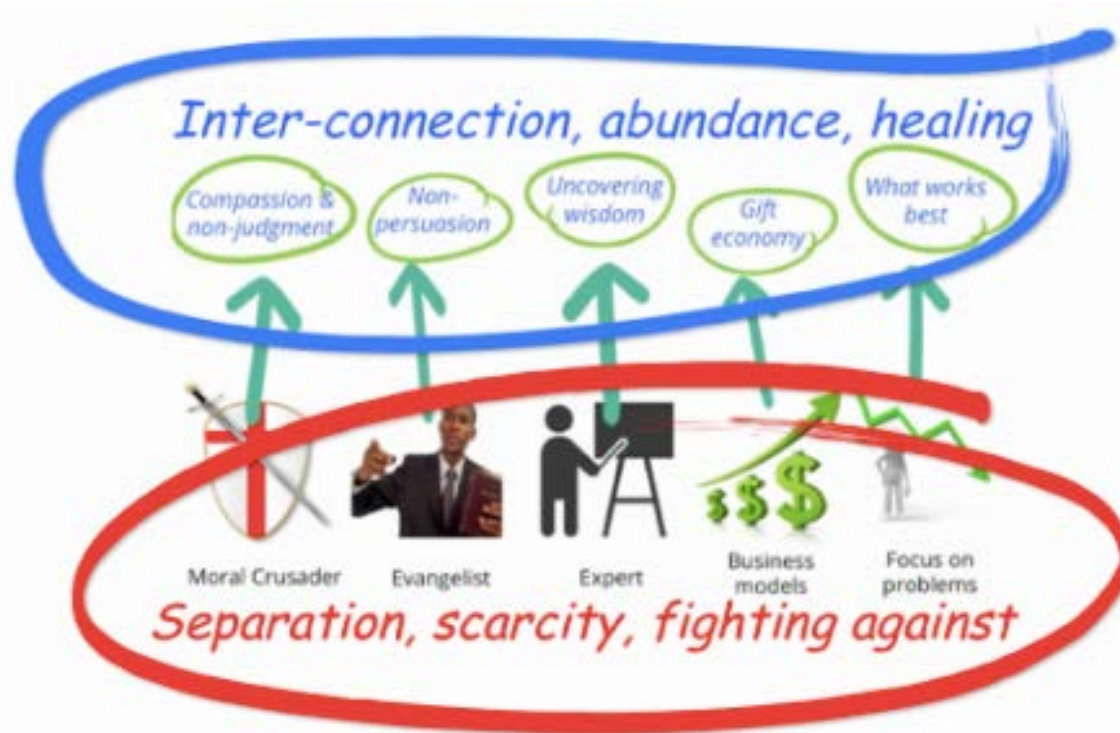 Inter-connection, abundance, healing
Compassion &
non-judgment
Non-
persuasion
Uncovering
wisdom
Gift
economy
What works
best
Moral Crusader
Evangelist
Expert
Business
models
Focus on
problems
Separation, scarcity, fighting against